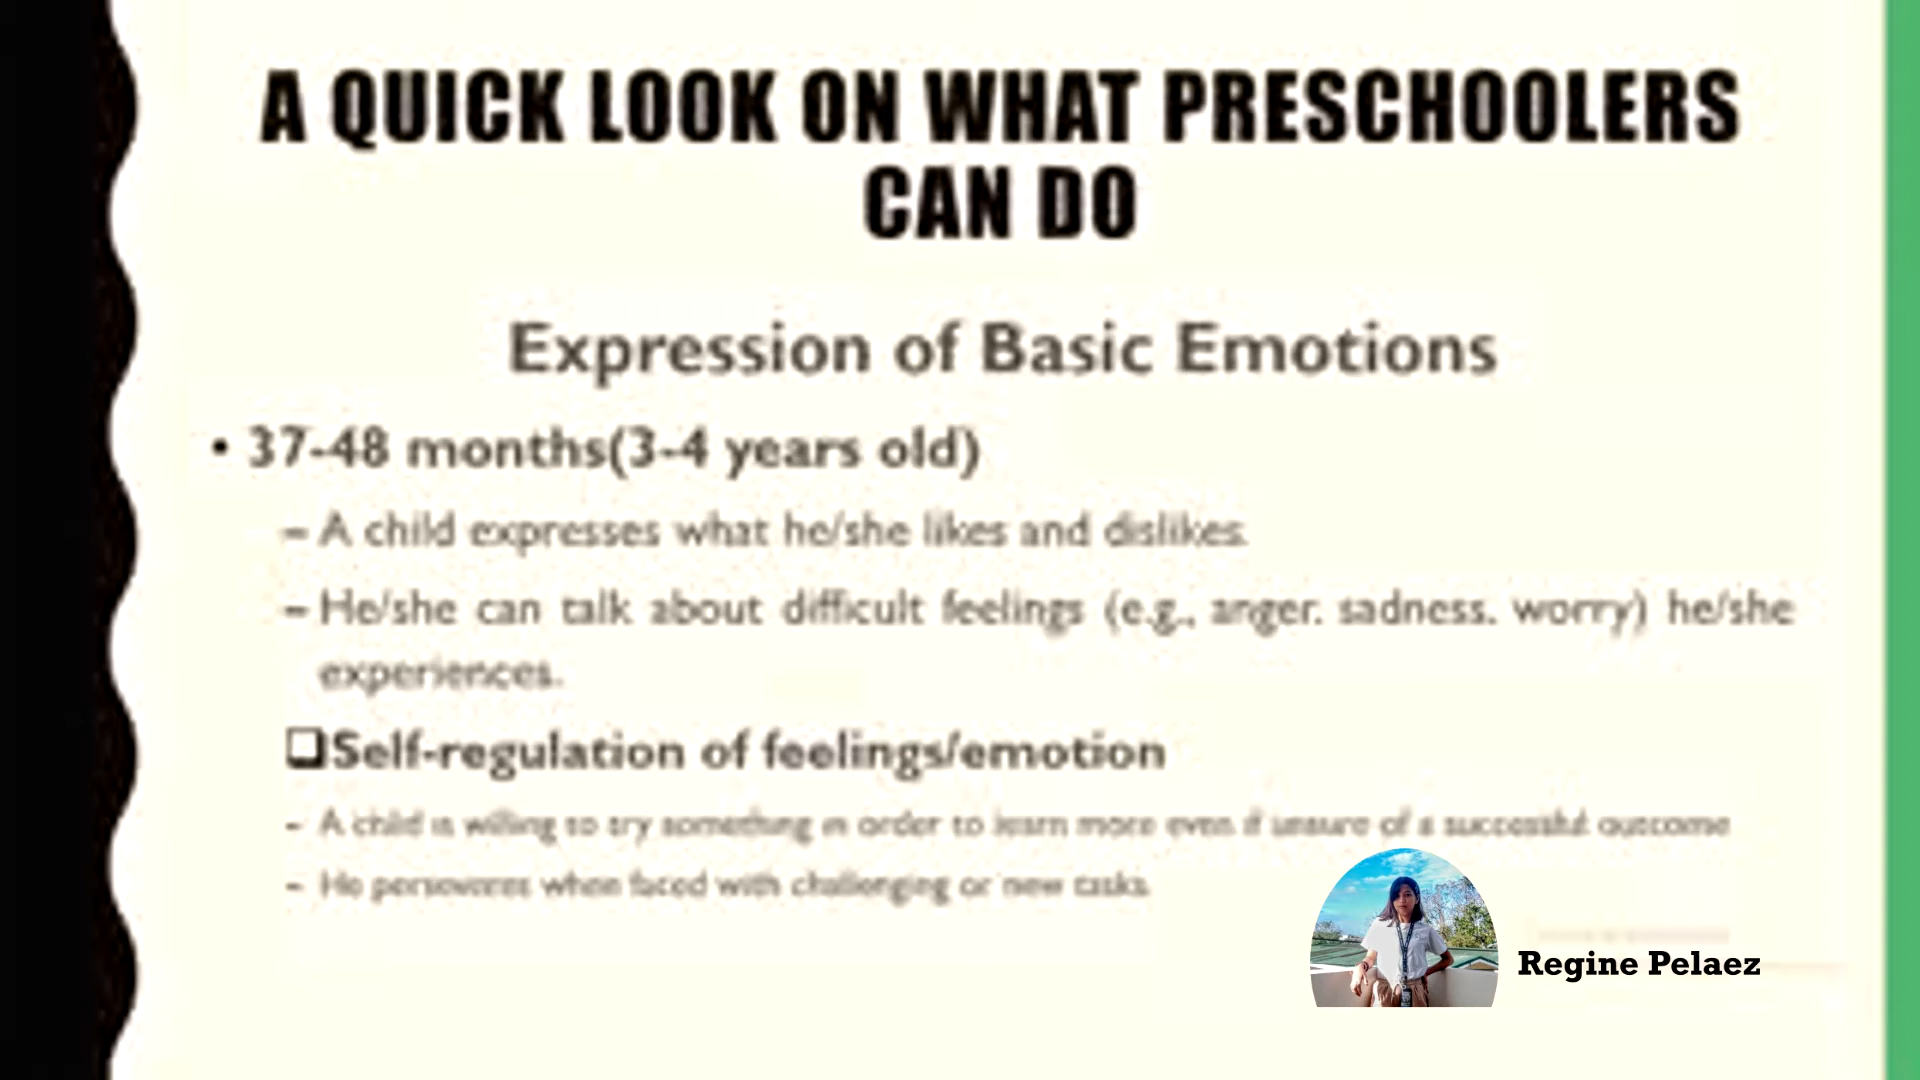 A QUICK LOOK ON WHAT PRESCHOOLERS
CAN DO
Expression of Basic Emotions
• 37-48 months(3-4 years old)
– A child expresses what he/she likes and dislikes.
– He/she can talk about difficult feelings (e.g., anger. sadness. worry) he/she
experiences.
❑Self-regulation of feelings/emotion
- A child is willing to try something in order to learn more even if unsure of a successful outcome
- He perseveres when faced with challenging or new tasks.
Regine Pelaez